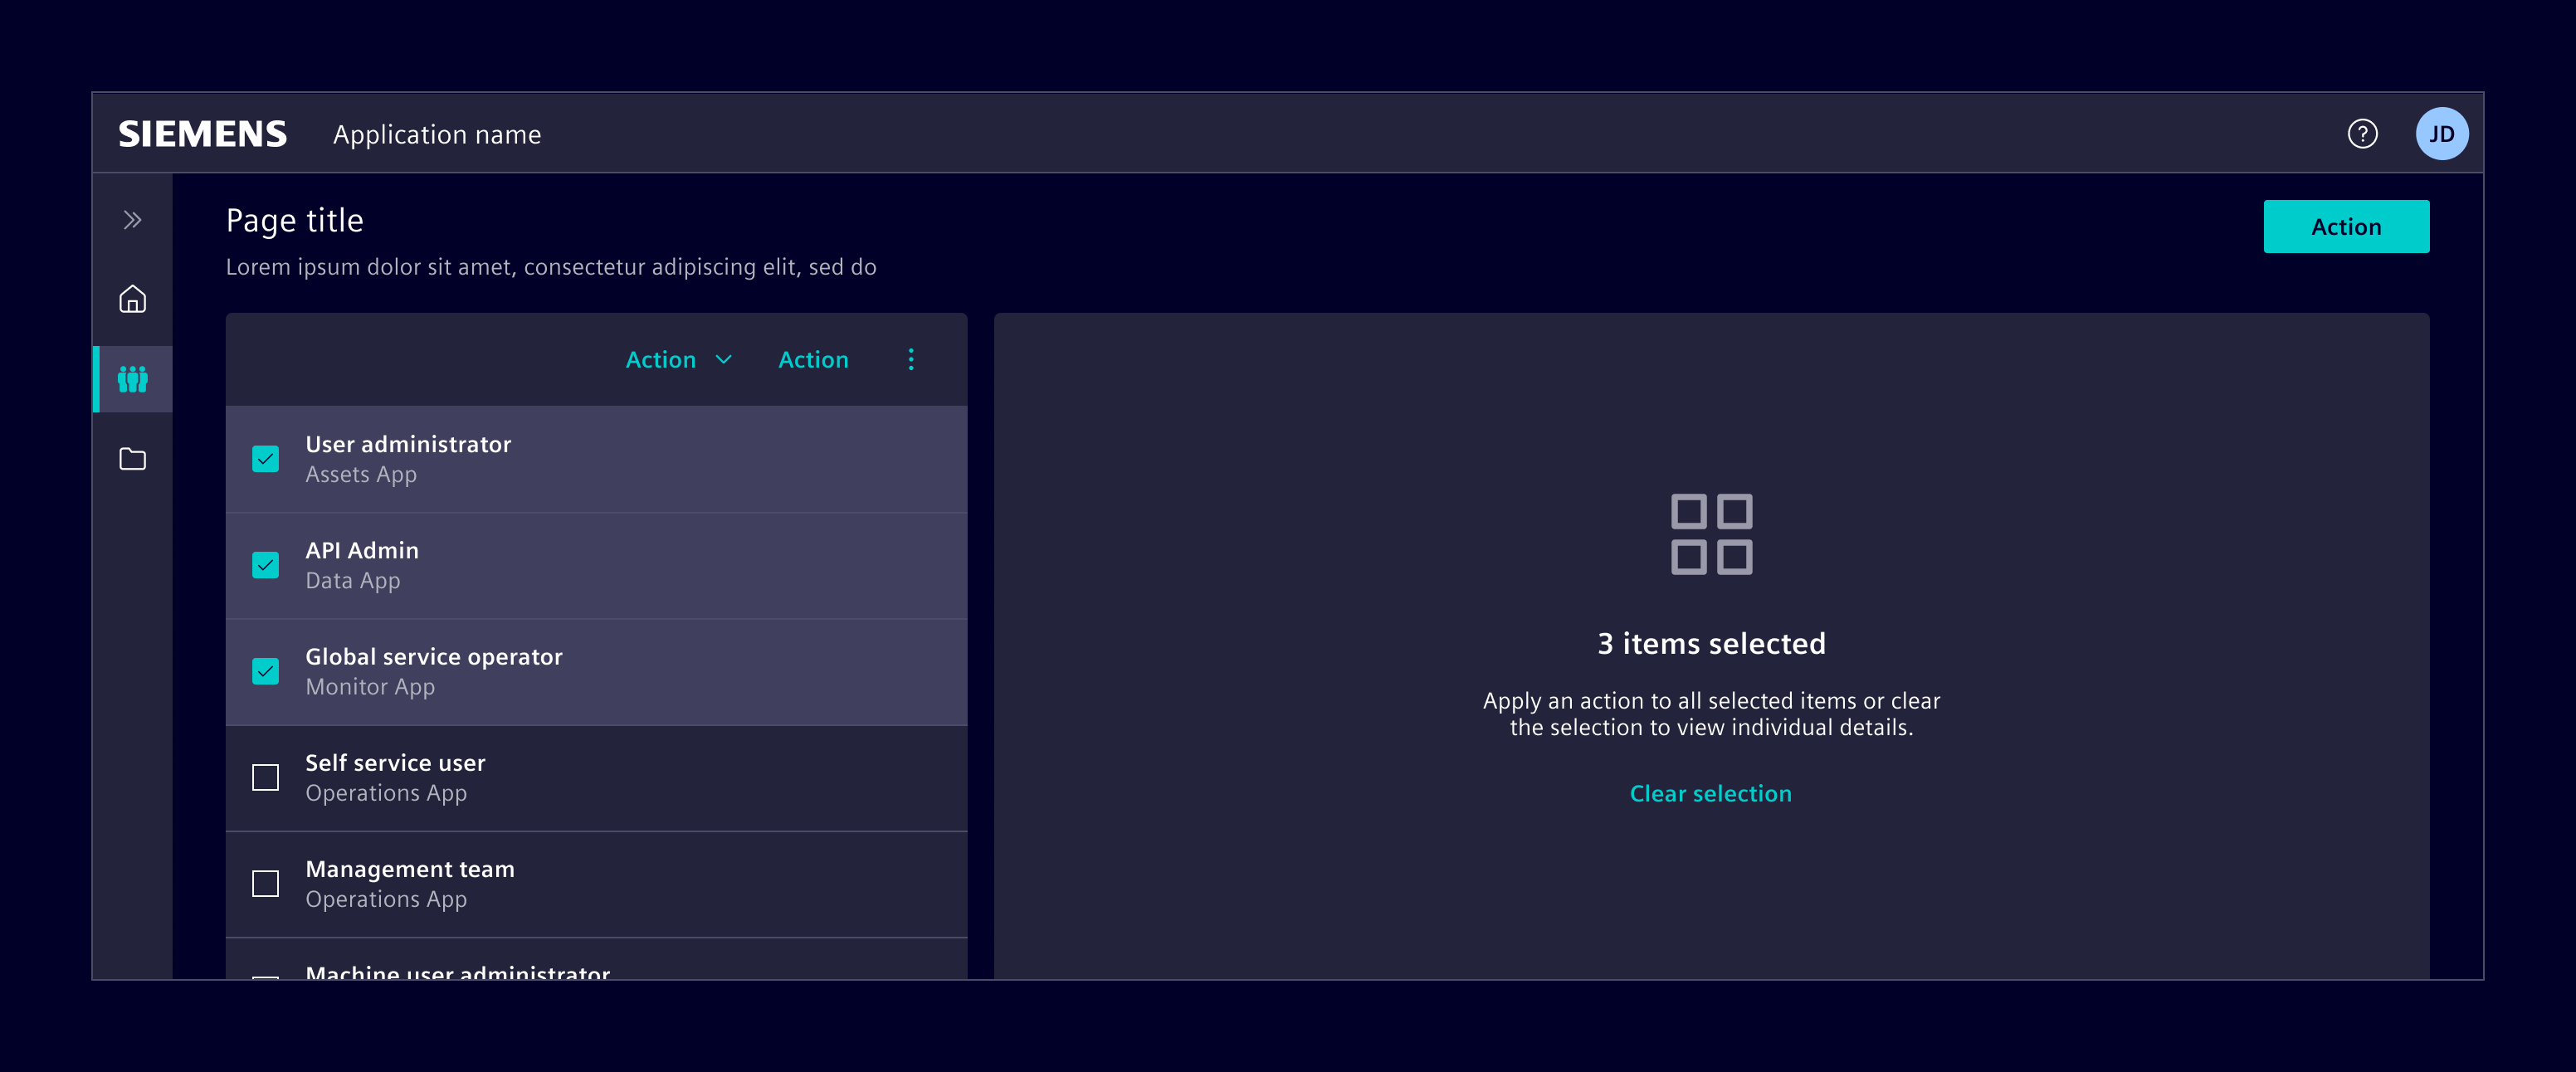 SIEMENS
Application name
?
JD
Page title
Lorem ipsum dolor sit amet, consectetur adipiscing elit, sed do
Action
Action
Action
User administrator
Assets App
API Admin
Data App
Global service operator
Monitor App
Self service user
Operations App
Management team
Operations App
Machine user administrator
3 items selected
Apply an action to all selected items or clear
the selection to view individual details.
Clear selection